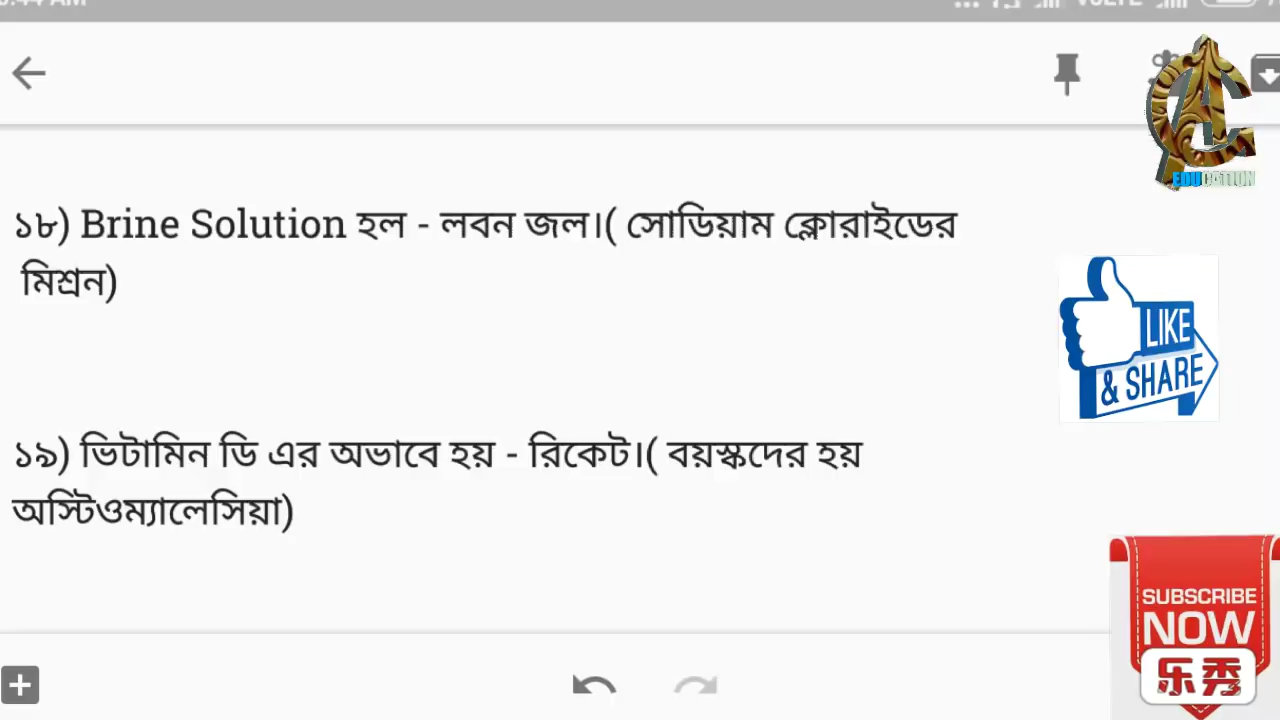 ১৮) Brine Solution হল - লবন জল।( সোডিয়াম ক্লোরাইডের
মিশ্রন)
১৯) ভিটামিন ডি এর অভাবে হয় - রিকেট।( বয়স্কদের হয়
অস্টিওম্যালেসিয়া)
EDUCATION
LIKE
& SHARE
SUBSCRIBE
NOW
乐秀